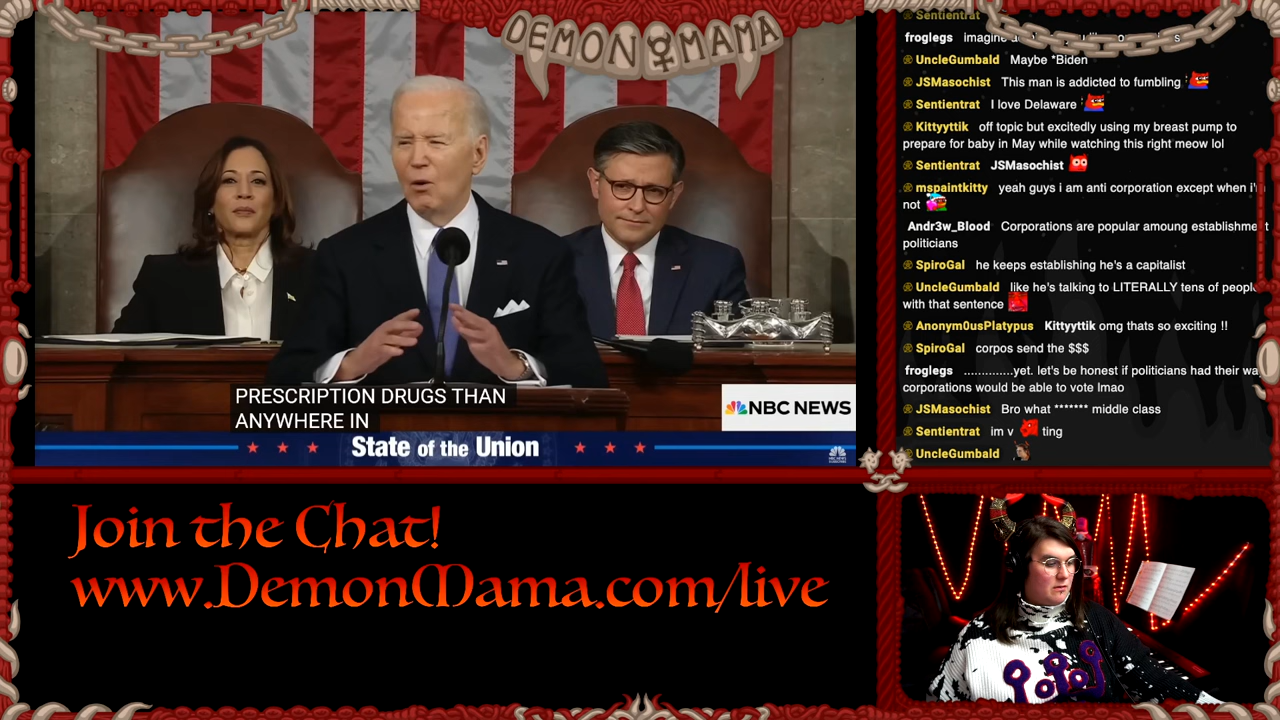 DEMON MAMA
PRESCRIPTION DRUGS THAN
ANYWHERE IN
NBC NEWS
State of the Union
Join the Chat!
www.DemonMama.com/live
Sentientrat
froglegs imagine
UncleGumbald Maybe *Biden
JSMasochist This man is addicted to fumbling
Sentientrat I love Delaware
Kittyyttik off topic but excitedly using my breast pump to
prepare for baby in May while watching this right meow lol
Sentientrat JSMasochist
mspaintkitty yeah guys i am anti corporation except when i'm
not
Andr3w_Blood Corporations are popular amoung establishment
politicians
SpiroGal he keeps establishing he's a capitalist
UncleGumbald like he's talking to LITERALLY tens of people
with that sentence
Anonym0usPlatypus Kittyyttik omg thats so exciting !!
SpiroGal corpos send the $$$
froglegs ..............yet. let's be honest if politicians had their wa
corporations would be able to vote lmao
JSMasochist Bro what ******* middle class
Sentientrat im v ting
UncleGumbald